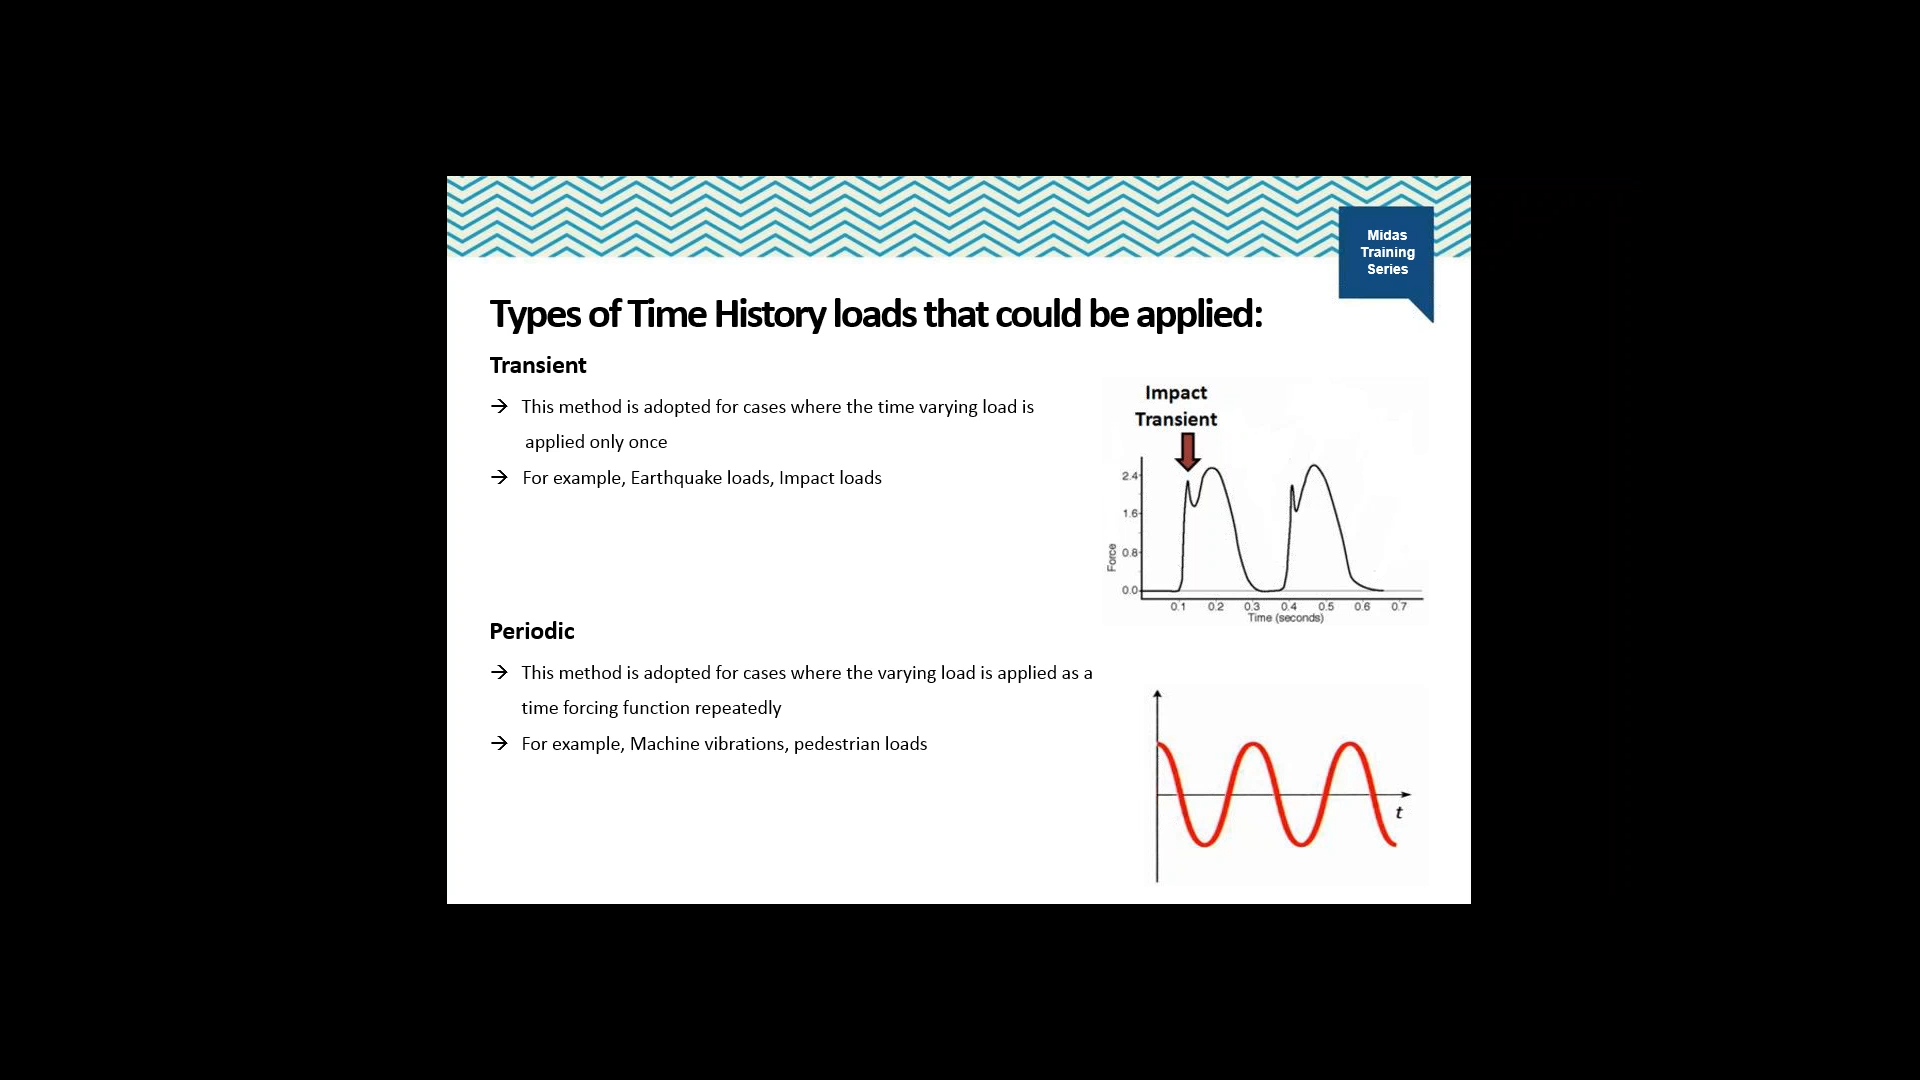 Midas
Training
Series
Types of Time History loads that could be applied:
Transient
→ This method is adopted for cases where the time varying load is
applied only once
→ For example, Earthquake loads, Impact loads
Impact
Transient
2.4
1.6
0.8
0.0
Force
0.1 0.2 0.3 0.4 0.5 0.6 0.7
Time (seconds)
Periodic
→ This method is adopted for cases where the varying load is applied as a
time forcing function repeatedly
→ For example, Machine vibrations, pedestrian loads
t